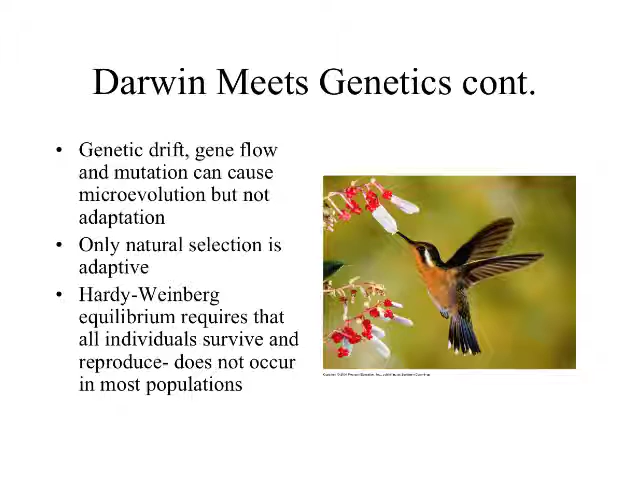 Darwin Meets Genetics cont.
• Genetic drift, gene flow
and mutation can cause
microevolution but not
adaptation
• Only natural selection is
adaptive
• Hardy-Weinberg
equilibrium requires that
all individuals survive and
reproduce- does not occur
in most populations